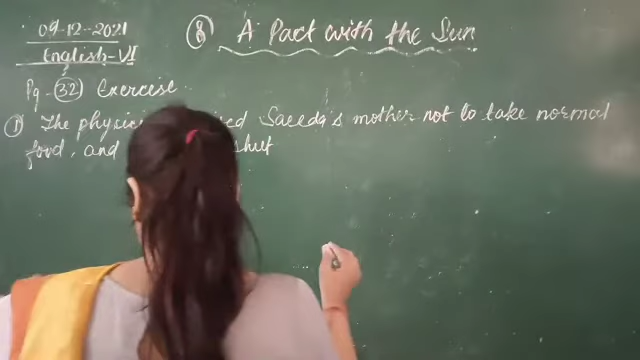 09-12-2021
English-VI
8 A Pact with the Sun
Pg-32 Exercise
1 The Saeeda's mother not to take normal
food, and shut